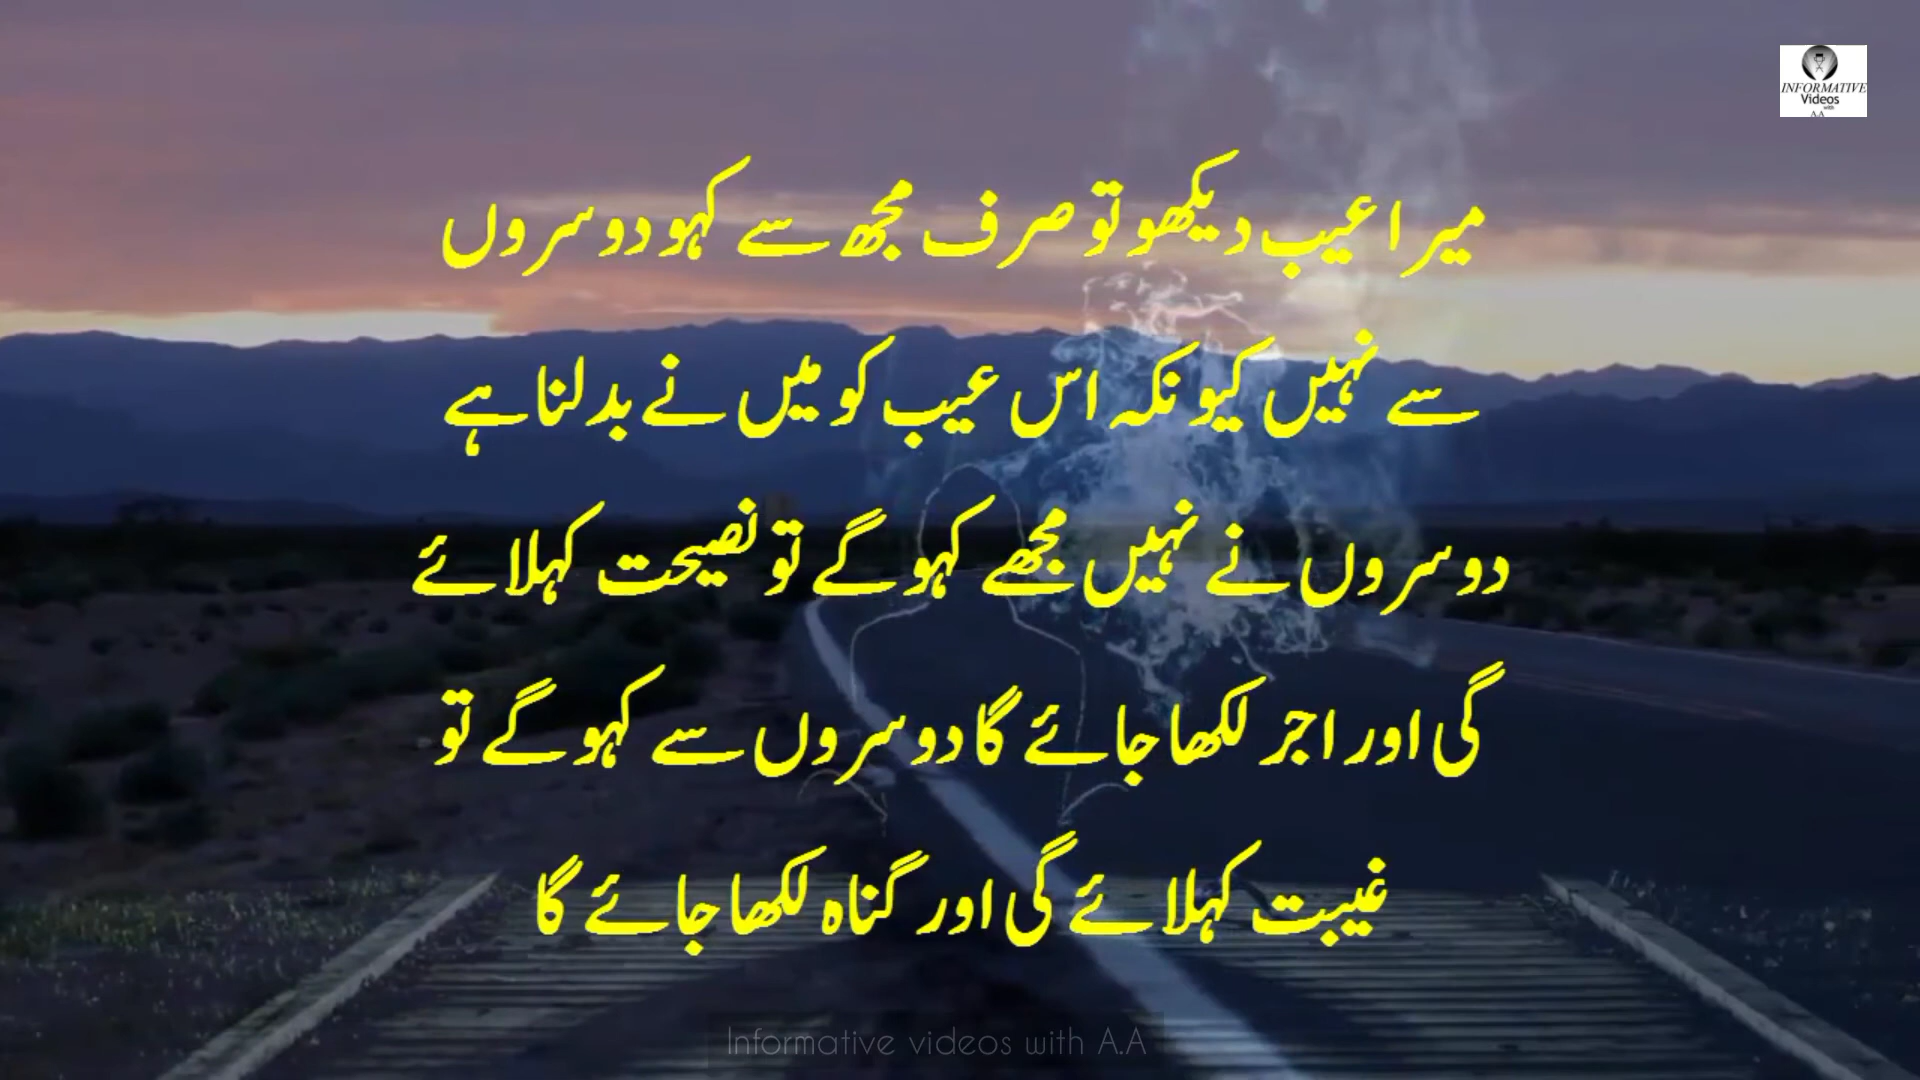 INFORMATIVE
Videos
with
A.A
میرا عیب دیکھو تو صرف مجھ سے کہو دوسروں
سے نہیں کیونکہ اس عیب کو میں نے بدلنا ہے
دوسروں نے نہیں مجھے کہو گے تو نصیحت کہلائے
گی اور اجر لکھا جائے گا دوسروں سے کہو گے تو
غیبت کہلائے گی اور گناہ لکھا جائے گا
Informative videos with A.A